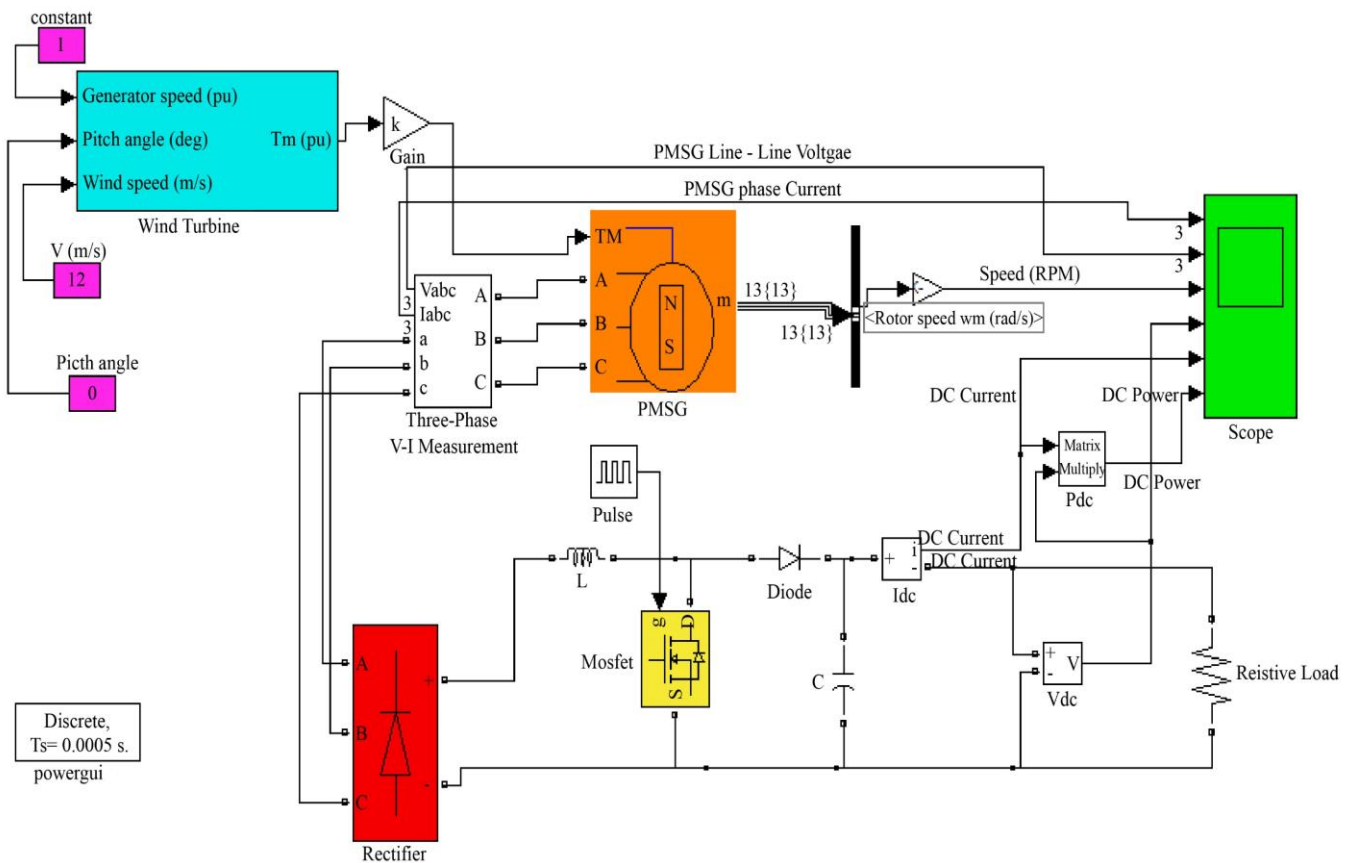 constant
1
Generator speed (pu)
Pitch angle (deg)
Tm (pu)
Wind speed (m/s)
Wind Turbine
k
Gain
V (m/s)
12
Picth angle
0
PMSG Line - Line Voltgae
PMSG phase Current
TM
A
B
C
N
S
m
PMSG
Vabc
Iabc
a
b
c
A
B
C
3
3
Three-Phase
V-I Measurement
13{13}
13{13}
<Rotor speed wm (rad/s)>
Speed (RPM)
3
3
Scope
DC Current
DC Power
Matrix
Multiply
Pdc
DC Power
Pulse
L
g
D
S
Mosfet
Diode
C
+
i
-
Idc
DC Current
DC Current
+
-
V
Vdc
Reistive Load
A
B
C
+
-
Rectifier
Discrete,
Ts= 0.0005 s.
powergui